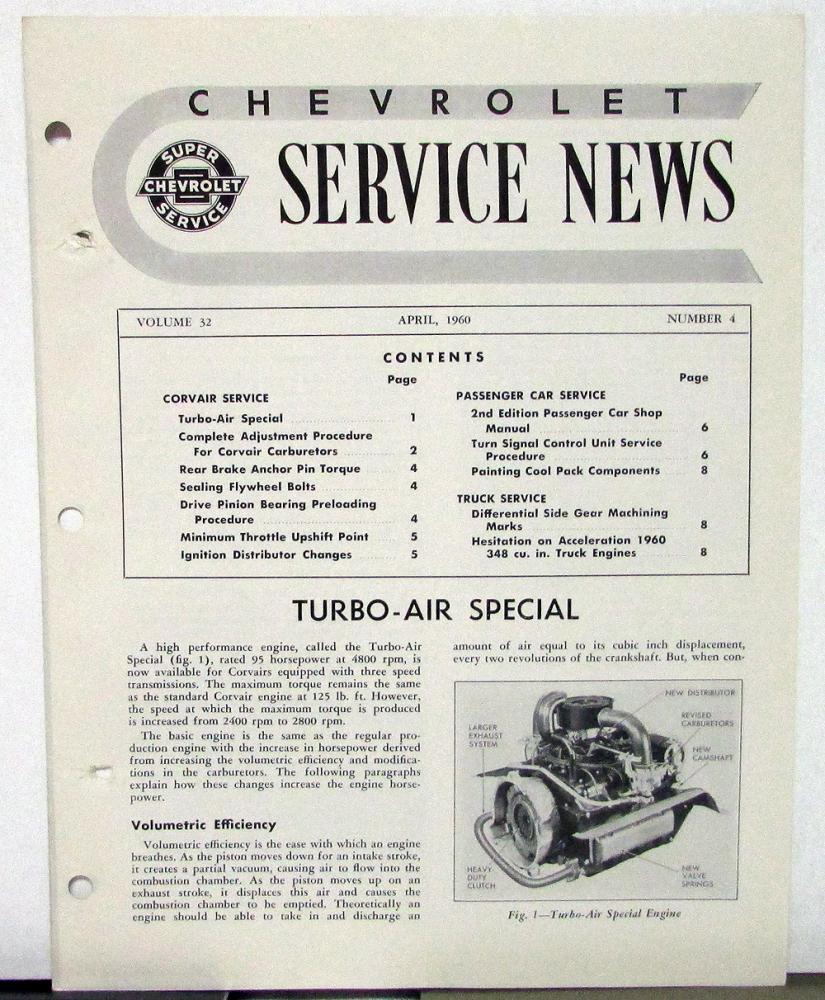 CHEVROLET
SUPER
CHEVROLET
SERVICE
SERVICE NEWS
VOLUME 32 APRIL, 1960 NUMBER 4
CONTENTS
Page
CORVAIR SERVICE
Turbo-Air Special 1
Complete Adjustment Procedure
For Corvair Carburetors 2
Rear Brake Anchor Pin Torque 4
Sealing Flywheel Bolts 4
Drive Pinion Bearing Preloading
Procedure 4
Minimum Throttle Upshift Point 5
Ignition Distributor Changes 5
Page
PASSENGER CAR SERVICE
2nd Edition Passenger Car Shop
Manual 6
Turn Signal Control Unit Service
Procedure 6
Painting Cool Pack Components 8
TRUCK SERVICE
Differential Side Gear Machining
Marks 8
Hesitation on Acceleration 1960
348 cu. in. Truck Engines 8
TURBO-AIR SPECIAL
A high performance engine, called the Turbo-Air
Special (fig. 1), rated 95 horsepower at 4800 rpm, is
now available for Corvairs equipped with three speed
transmissions. The maximum torque remains the same
as the standard Corvair engine at 125 lb. ft. However,
the speed at which the maximum torque is produced
is increased from 2400 rpm to 2800 rpm.
The basic engine is the same as the regular pro-
duction engine with the increase in horsepower derived
from increasing the volumetric efficiency and modifica-
tions in the carburetors. The following paragraphs
explain how these changes increase the engine horse-
power.
Volumetric Efficiency
Volumetric efficiency is the ease with which an engine
breathes. As the piston moves down for an intake stroke,
it creates a partial vacuum, causing air to flow into the
combustion chamber. As the piston moves up on an
exhaust stroke, it displaces this air and causes the
combustion chamber to be emptied. Theoretically an
engine should be able to take in and discharge an
amount of air equal to its cubic inch displacement,
every two revolutions of the crankshaft. But, when con-
NEW DISTRIBUTOR
REVISED
CARBURETORS
LARGER
EXHAUST
SYSTEM
NEW
CAMSHAFT
HEAVY
DUTY
CLUTCH
NEW
VALVE
SPRINGS
Fig. 1—Turbo-Air Special Engine